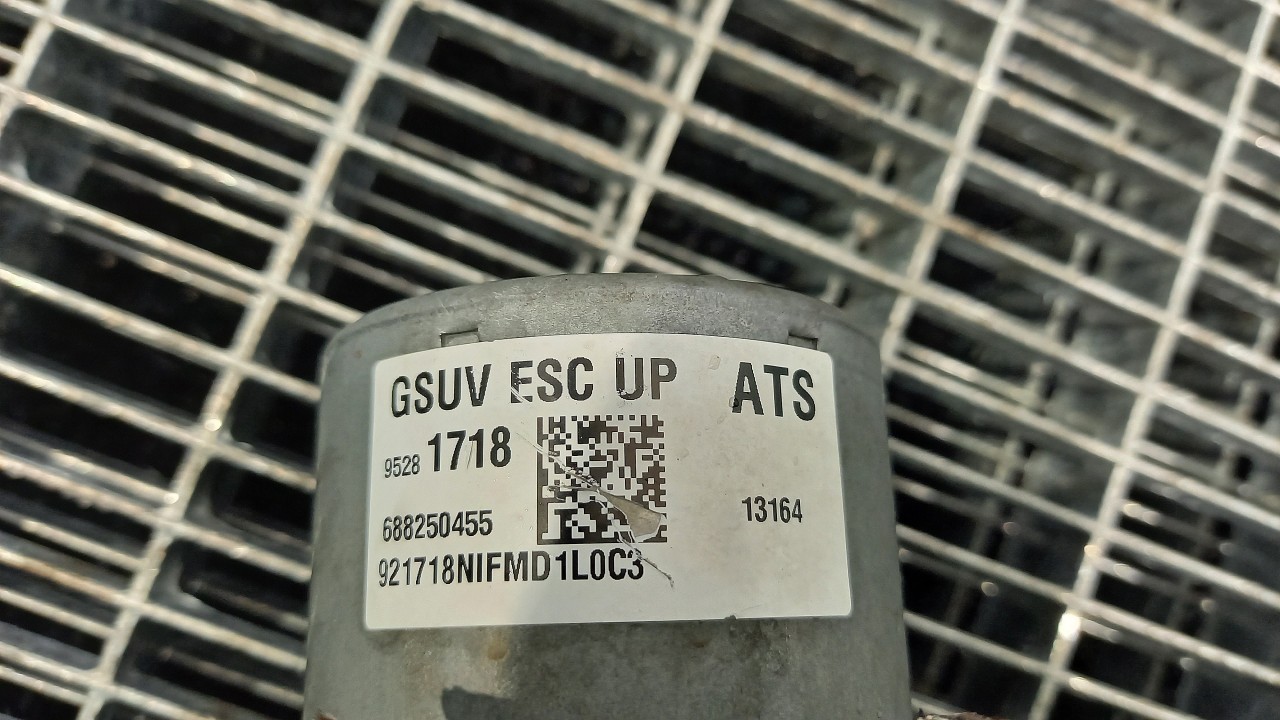 GSUV ESC UP ATS
9528 1718
688250455 13164
921718NIFMD1L0C3